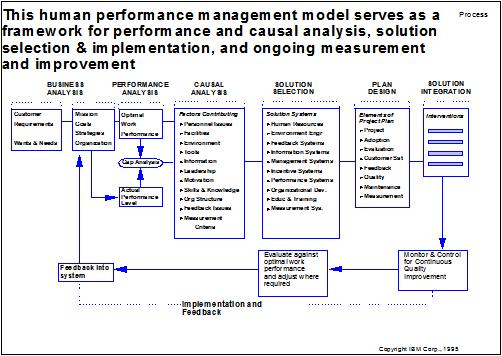 This human performance management model serves as a
Process
framework for performance and causal analysis, solution
selection & implementation, and ongoing measurement
and improvement
BUSINESS
ANALYSIS
PERFORMANCE
ANALYSIS
CAUSAL
ANALYSIS
SOLUTION
SELECTION
PLAN
DESIGN
SOLUTION
INTEGRATION
Customer
Requirements
Wants & Needs
Mission
Goals
Strategies
Organization
Optimal
Work
Performance
Gap Analysis
Actual
Performance
Level
Factors Contributing
Personnel Issues
Facilities
Environment
Tools
Information
Leadership
Motivation
Skills & Knowledge
Org Structure
Feedback Issues
Measurement
Criteria
Solution Systems
Human Resources
Environment Engr
Feedback Systems
Information Systems
Management Systems
Incentive Systems
Performance Systems
Organizational Dev.
Educ & Training
Measurement Sys.
Elements of
Project Plan
Project
Adoption
Evaluation
Customer Sat
Feedback
Quality
Maintenance
Measurement
Interventions
Feedback into
system
Evaluate against
optimal work
performance
and adjust where
required
Monitor & Control
for Continuous
Quality
Improvement
Implementation and
Feedback
Copyright IBM Corp., 1995